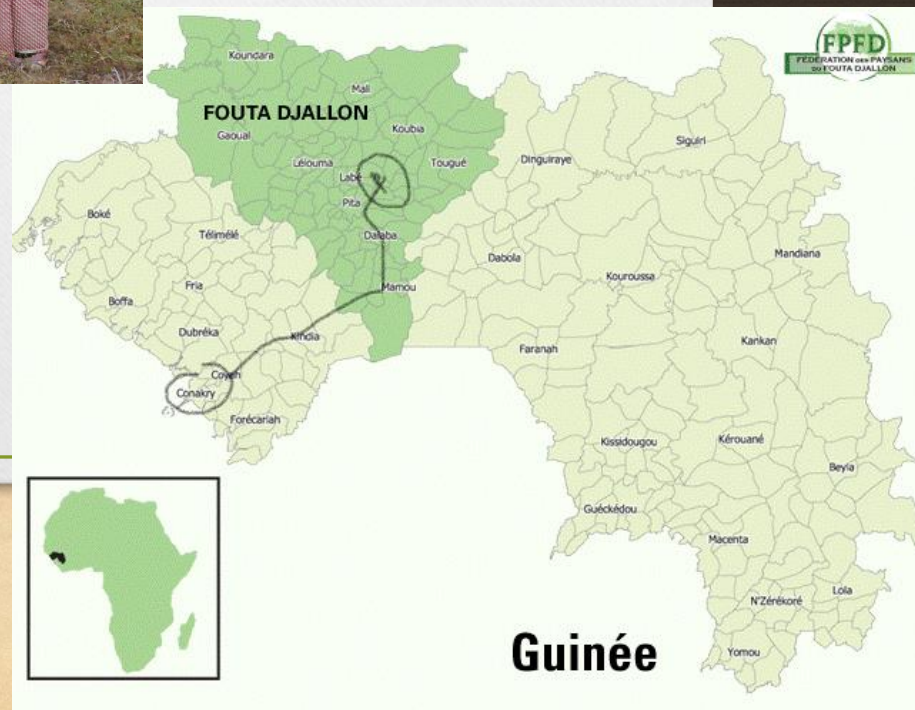 FPFD
FÉDÉRATION DES PAYSANS
DU FOUTA DJALLON
Koundara
Mali
FOUTA DJALLON
Gaoual
Koubia
Siguiri
Lélouma
Tougué
Dinguiraye
Labé
Pita
Boké
Télimélé
Dalaba
Dabola
Mandiana
Kouroussa
Fria
Mamou
Boffa
Dubréka
Kindia
Kankan
Faranah
Coyah
Conakry
Forécariah
Kissidougou
Kérouané
Beyla
Guéckédou
Macenta
Lola
N'Zérékoré
Guinée
Yomou